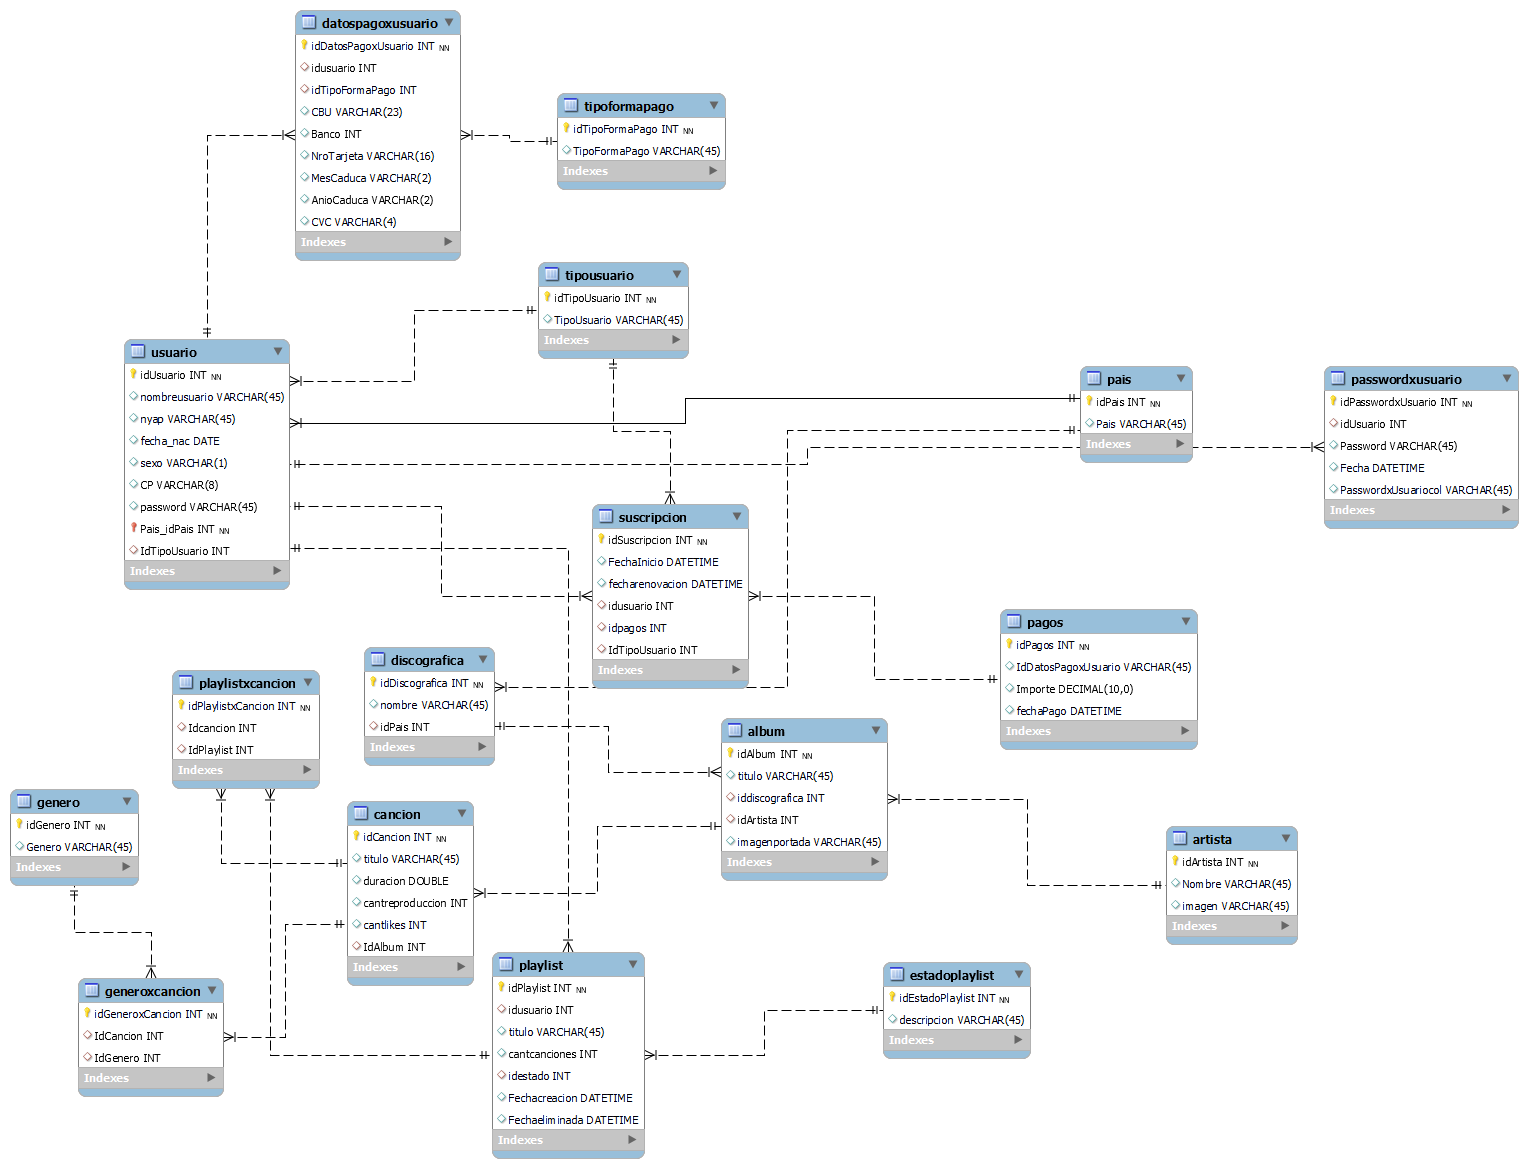 datospagoxusuario
idDatosPagoxUsuario INT NN
idusuario INT
idTipoFormaPago INT
CBU VARCHAR(23)
Banco INT
NroTarjeta VARCHAR(16)
MesCaduca VARCHAR(2)
AnioCaduca VARCHAR(2)
CVC VARCHAR(4)
Indexes
tipoformapago
idTipoFormaPago INT NN
TipoFormaPago VARCHAR(45)
Indexes
tipousuario
idTipoUsuario INT NN
TipoUsuario VARCHAR(45)
Indexes
usuario
idUsuario INT NN
nombreusuario VARCHAR(45)
nyap VARCHAR(45)
fecha_nac DATE
sexo VARCHAR(1)
CP VARCHAR(8)
password VARCHAR(45)
Pais_idPais INT NN
IdTipoUsuario INT
Indexes
pais
idPais INT NN
Pais VARCHAR(45)
Indexes
passwordxusuario
idPasswordxUsuario INT NN
idUsuario INT
Password VARCHAR(45)
Fecha DATETIME
PasswordxUsuariocol VARCHAR(45)
Indexes
suscripcion
idSuscripcion INT NN
FechaInicio DATETIME
fecharenovacion DATETIME
idusuario INT
idpagos INT
IdTipoUsuario INT
Indexes
pagos
idPagos INT NN
IdDatosPagoxUsuario VARCHAR(45)
Importe DECIMAL(10,0)
fechaPago DATETIME
Indexes
discografica
idDiscografica INT NN
nombre VARCHAR(45)
idPais INT
Indexes
playlistxcancion
idPlaylistxCancion INT NN
Idcancion INT
IdPlaylist INT
Indexes
album
idAlbum INT NN
titulo VARCHAR(45)
iddiscografica INT
idArtista INT
imagenportada VARCHAR(45)
Indexes
genero
idGenero INT NN
Genero VARCHAR(45)
Indexes
cancion
idCancion INT NN
titulo VARCHAR(45)
duracion DOUBLE
cantreproduccion INT
cantlikes INT
IdAlbum INT
Indexes
artista
idArtista INT NN
Nombre VARCHAR(45)
imagen VARCHAR(45)
Indexes
generoxcancion
idGeneroxCancion INT NN
IdCancion INT
IdGenero INT
Indexes
playlist
idPlaylist INT NN
idusuario INT
titulo VARCHAR(45)
cantcanciones INT
idestado INT
Fechacreacion DATETIME
Fechaeliminada DATETIME
Indexes
estadoplaylist
idEstadoPlaylist INT NN
descripcion VARCHAR(45)
Indexes